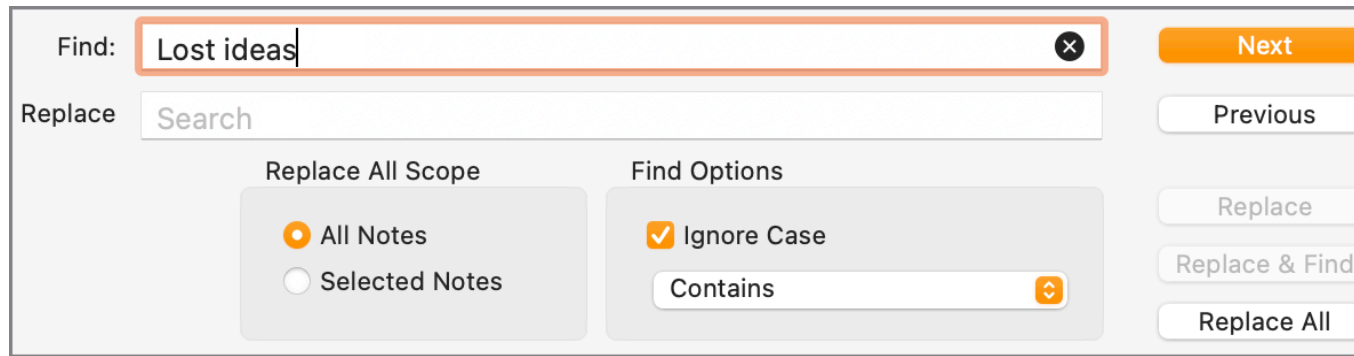 Find:
Lost ideas
Next
Replace
Search
Previous
Replace All Scope
Find Options
All Notes
Ignore Case
Replace
Selected Notes
Contains
Replace & Find
Replace All